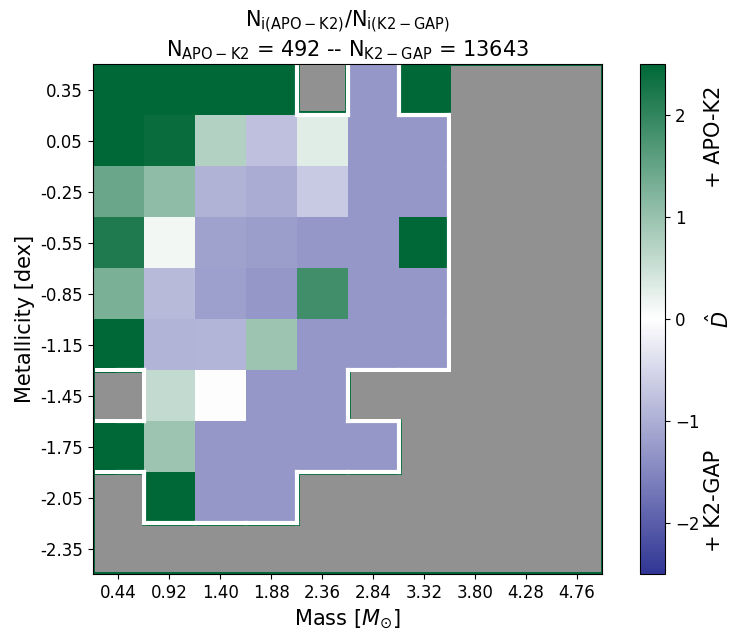 N_i(APO−K2)/N_i(K2−GAP)
N_APO−K2 = 492 -- N_K2−GAP = 13643
0.35
0.05
-0.25
-0.55
-0.85
-1.15
-1.45
-1.75
-2.05
-2.35
Metallicity [dex]
0.44 0.92 1.40 1.88 2.36 2.84 3.32 3.80 4.28 4.76
Mass [M⊙]
2
1
0
−1
−2
+ APO-K2
D̂
+ K2-GAP